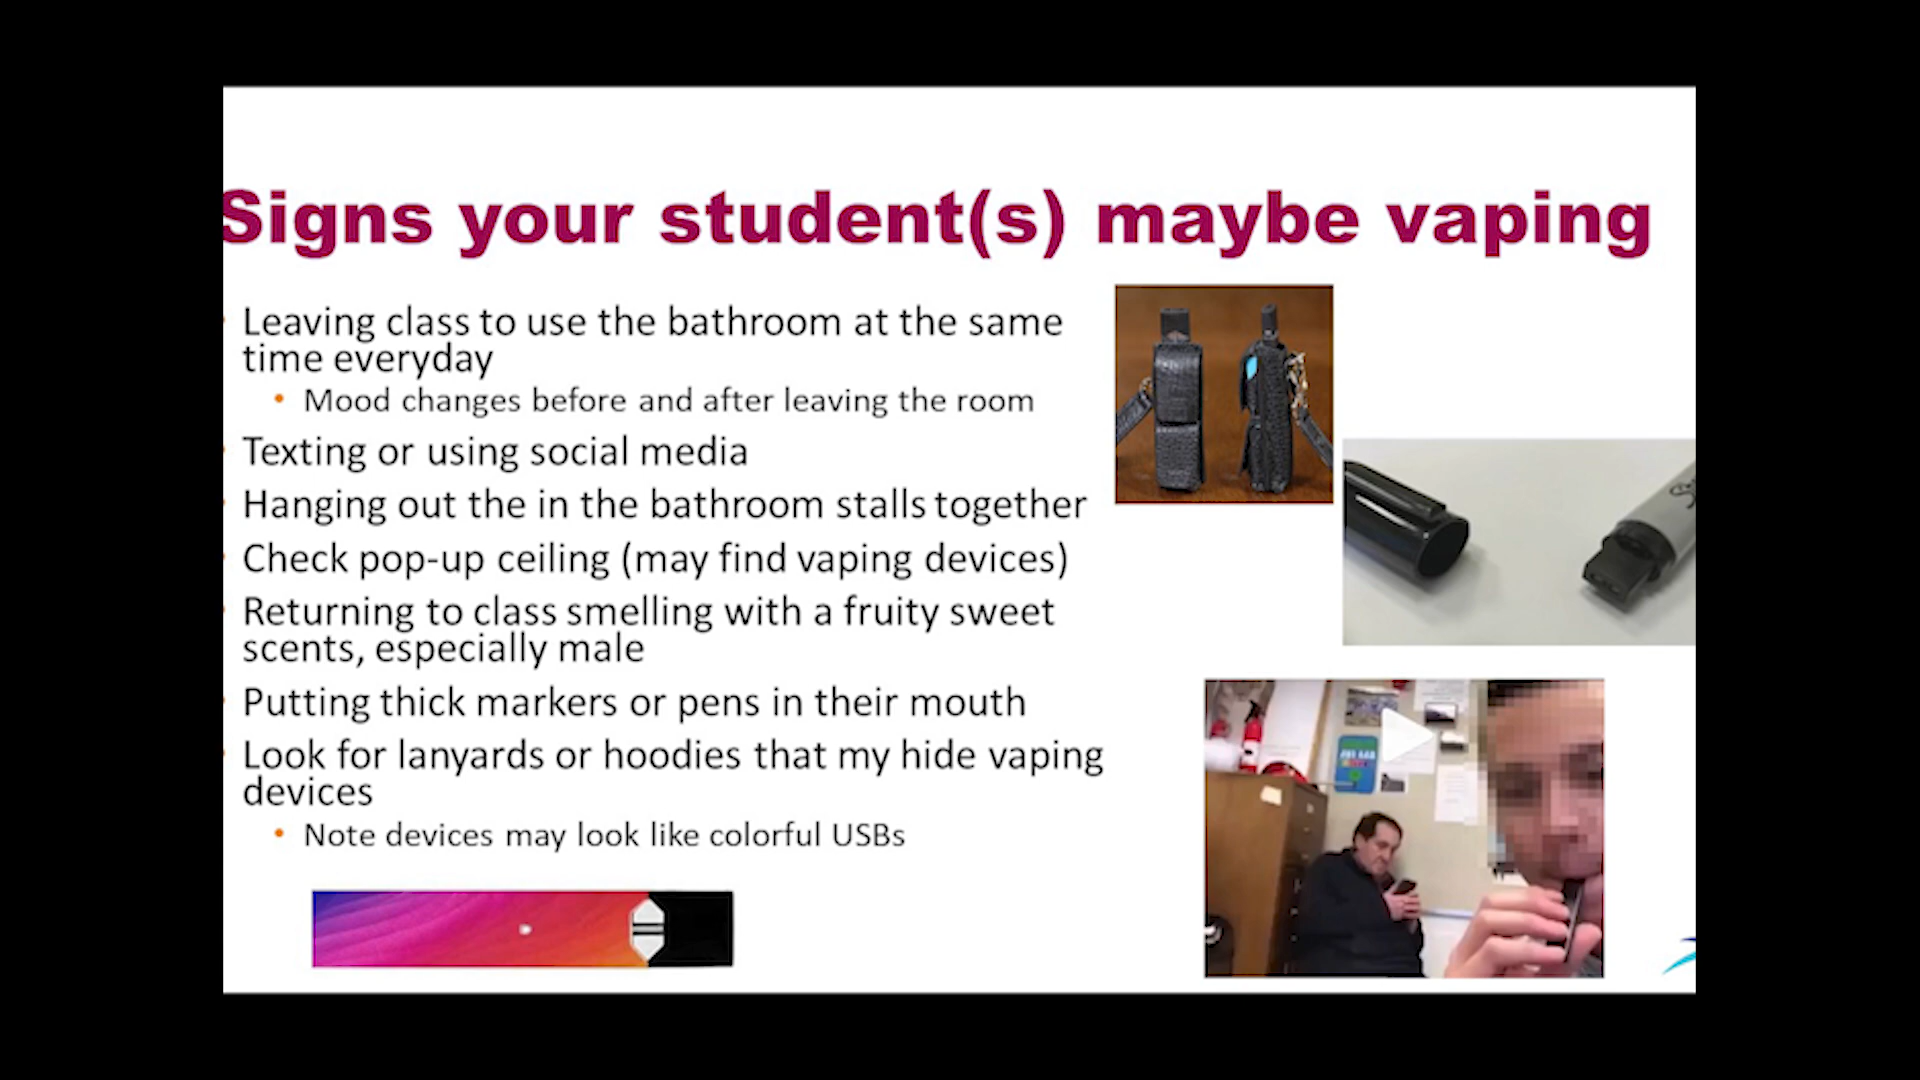 Signs your student(s) maybe vaping
Leaving class to use the bathroom at the same
time everyday
• Mood changes before and after leaving the room
Texting or using social media
Hanging out the in the bathroom stalls together
Check pop-up ceiling (may find vaping devices)
Returning to class smelling with a fruity sweet
scents, especially male
Putting thick markers or pens in their mouth
Look for lanyards or hoodies that my hide vaping
devices
• Note devices may look like colorful USBs